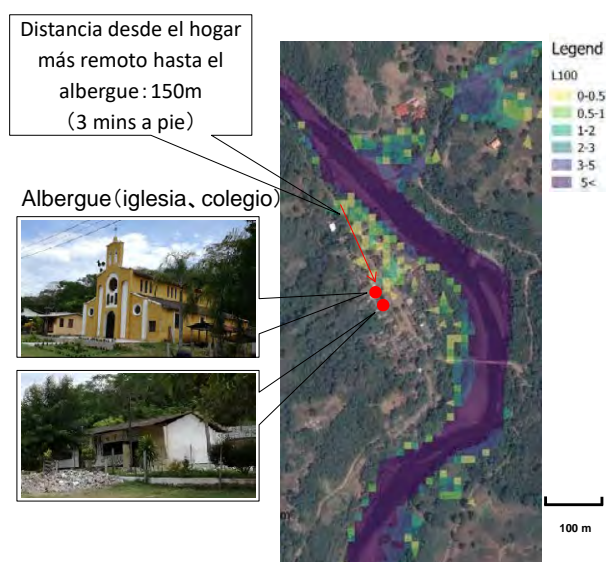 Distancia desde el hogar
más remoto hasta el
albergue：150m
（3 mins a pie）
Albergue（iglesia、colegio）
Legend
L100
0-0.5
0.5-1
1-2
2-3
3-5
5<
100 m